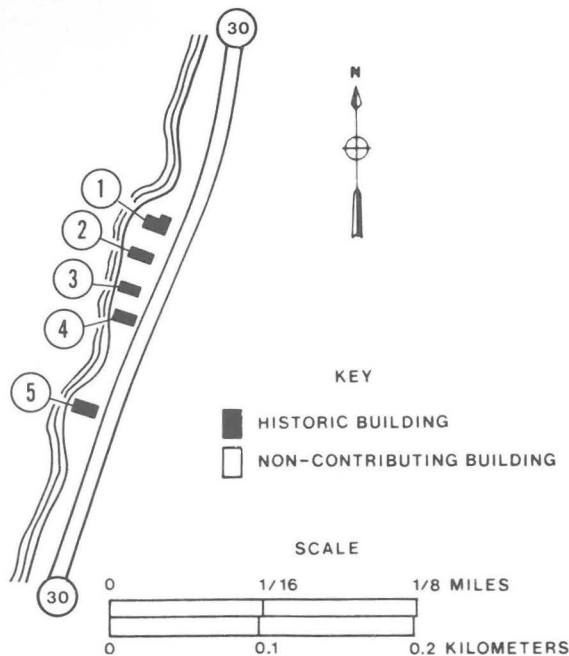 30
N
1
2
3
4
5
KEY
HISTORIC BUILDING
NON-CONTRIBUTING BUILDING
SCALE
0 1/16 1/8 MILES
30
0 0.1 0.2 KILOMETERS